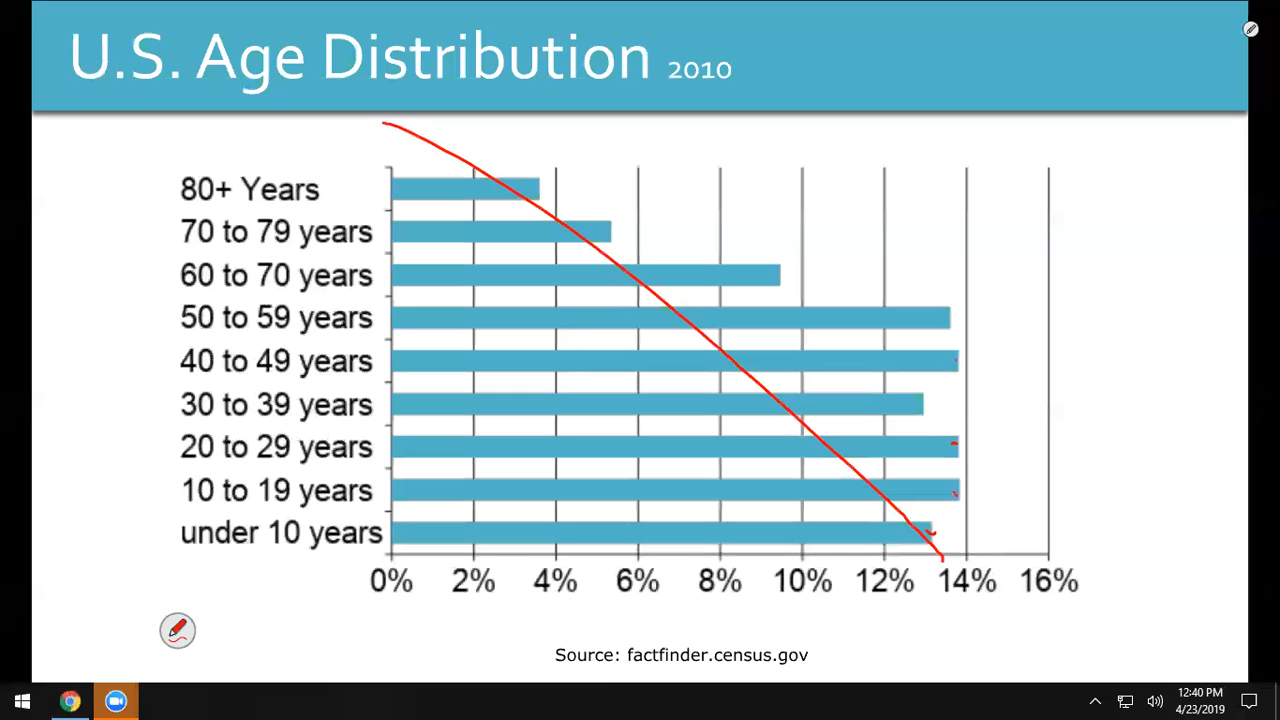 U.S. Age Distribution 2010
80+ Years
70 to 79 years
60 to 70 years
50 to 59 years
40 to 49 years
30 to 39 years
20 to 29 years
10 to 19 years
under 10 years
0% 2% 4% 6% 8% 10% 12% 14% 16%
Source: factfinder.census.gov
12:40 PM
4/23/2019